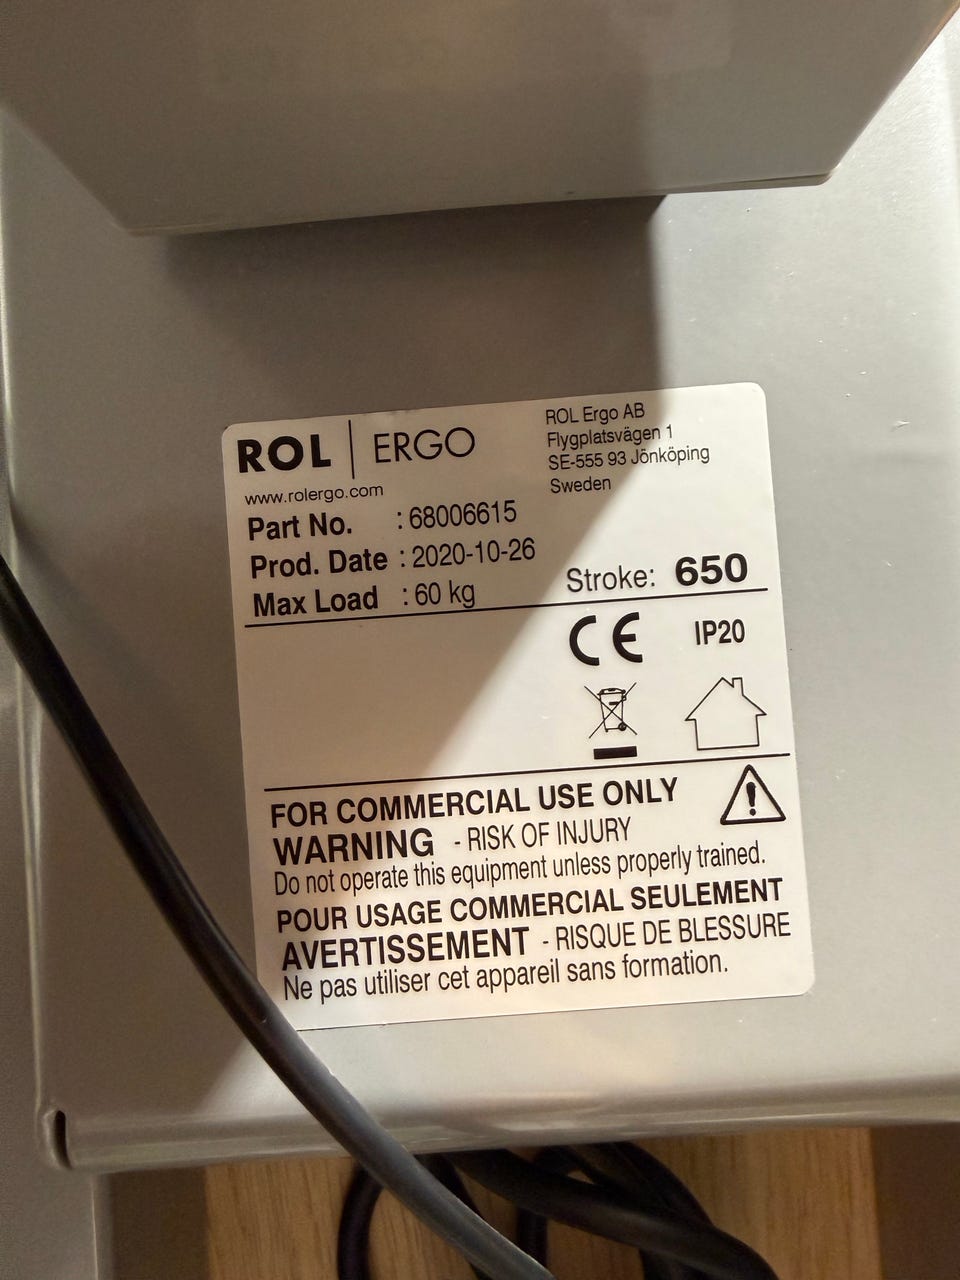 ROL | ERGO
www.rolergo.com
ROL Ergo AB
Flygplatsvägen 1
SE-555 93 Jönköping
Sweden
Part No. : 68006615
Prod. Date : 2020-10-26
Max Load : 60 kg
Stroke: 650
CE IP20
FOR COMMERCIAL USE ONLY
WARNING - RISK OF INJURY
Do not operate this equipment unless properly trained.
POUR USAGE COMMERCIAL SEULEMENT
AVERTISSEMENT - RISQUE DE BLESSURE
Ne pas utiliser cet appareil sans formation.